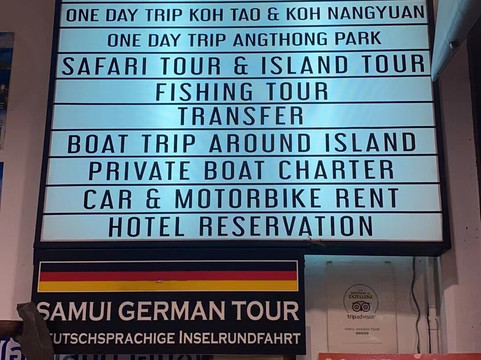 ONE DAY TRIP KOH TAO & KOH NANGYUAN
ONE DAY TRIP ANGTHONG PARK
SAFARI TOUR & ISLAND TOUR
FISHING TOUR
TRANSFER
BOAT TRIP AROUND ISLAND
PRIVATE BOAT CHARTER
CAR & MOTORBIKE RENT
HOTEL RESERVATION
SAMUI GERMAN TOUR
EUTSCHSPRACHIGE INSELRUNDFAHRT
tripadvisor